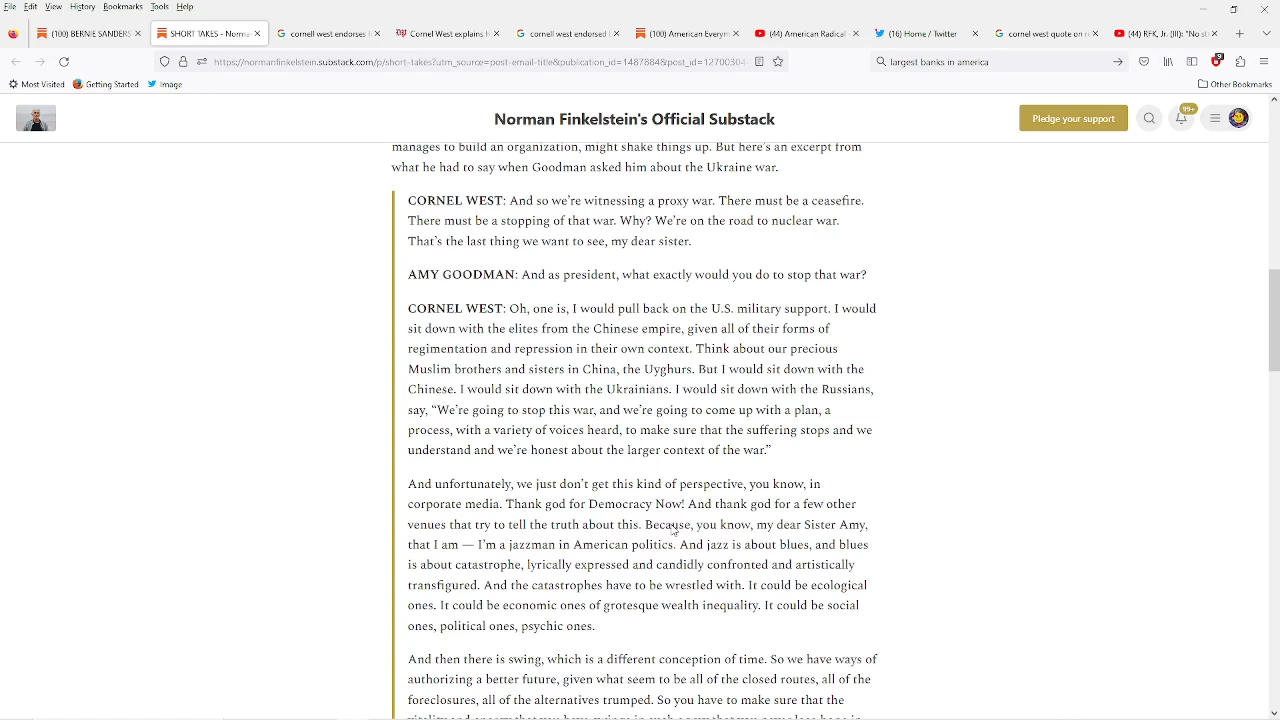 File Edit View History Bookmarks Tools Help
(100) BERNIE SANDERS SHORT TAKES - Norma cornel west endorses Cornel West explains h cornel west endorsed (100) American Everym (44) American Radical (16) Home / Twitter cornel west quote on r (44) RFK, Jr. (III): "No st
https://normanfinkelstein.substack.com/p/short-takes?utm_source=post-email-title&publication_id=1487884&post_id=12700304 largest banks in america
Most Visited Getting Started Image Other Bookmarks
Norman Finkelstein's Official Substack Pledge your support 99+
manages to build an organization, might shake things up. But here's an excerpt from
what he had to say when Goodman asked him about the Ukraine war.
CORNEL WEST: And so we're witnessing a proxy war. There must be a ceasefire.
There must be a stopping of that war. Why? We're on the road to nuclear war.
That's the last thing we want to see, my dear sister.
AMY GOODMAN: And as president, what exactly would you do to stop that war?
CORNEL WEST: Oh, one is, I would pull back on the U.S. military support. I would
sit down with the elites from the Chinese empire, given all of their forms of
regimentation and repression in their own context. Think about our precious
Muslim brothers and sisters in China, the Uyghurs. But I would sit down with the
Chinese. I would sit down with the Ukrainians. I would sit down with the Russians,
say, “We're going to stop this war, and we're going to come up with a plan, a
process, with a variety of voices heard, to make sure that the suffering stops and we
understand and we're honest about the larger context of the war.”
And unfortunately, we just don't get this kind of perspective, you know, in
corporate media. Thank god for Democracy Now! And thank god for a few other
venues that try to tell the truth about this. Because, you know, my dear Sister Amy,
that I am — I'm a jazzman in American politics. And jazz is about blues, and blues
is about catastrophe, lyrically expressed and candidly confronted and artistically
transfigured. And the catastrophes have to be wrestled with. It could be ecological
ones. It could be economic ones of grotesque wealth inequality. It could be social
ones, political ones, psychic ones.
And then there is swing, which is a different conception of time. So we have ways of
authorizing a better future, given what seem to be all of the closed routes, all of the
foreclosures, all of the alternatives trumped. So you have to make sure that the